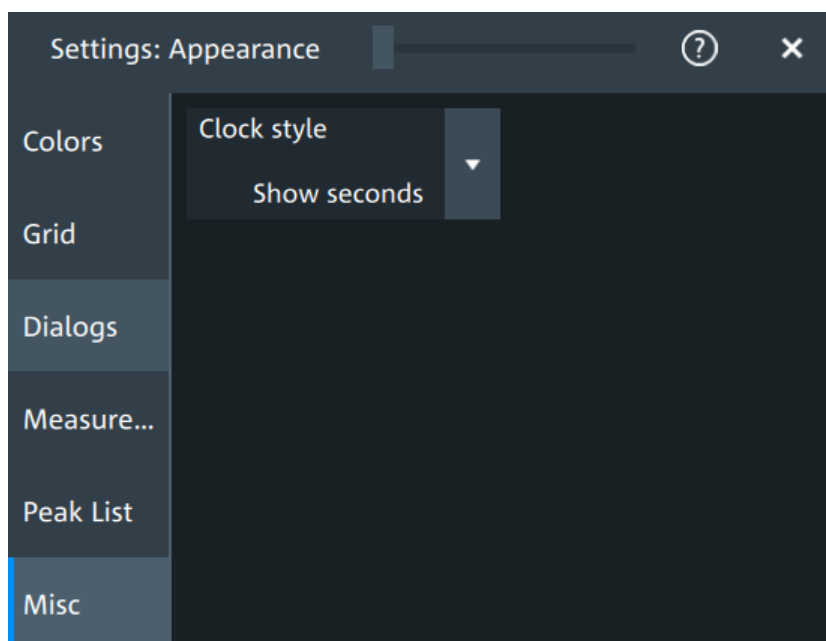 Settings: Appearance
?
×
Colors
Grid
Dialogs
Measure...
Peak List
Misc
Clock style
Show seconds